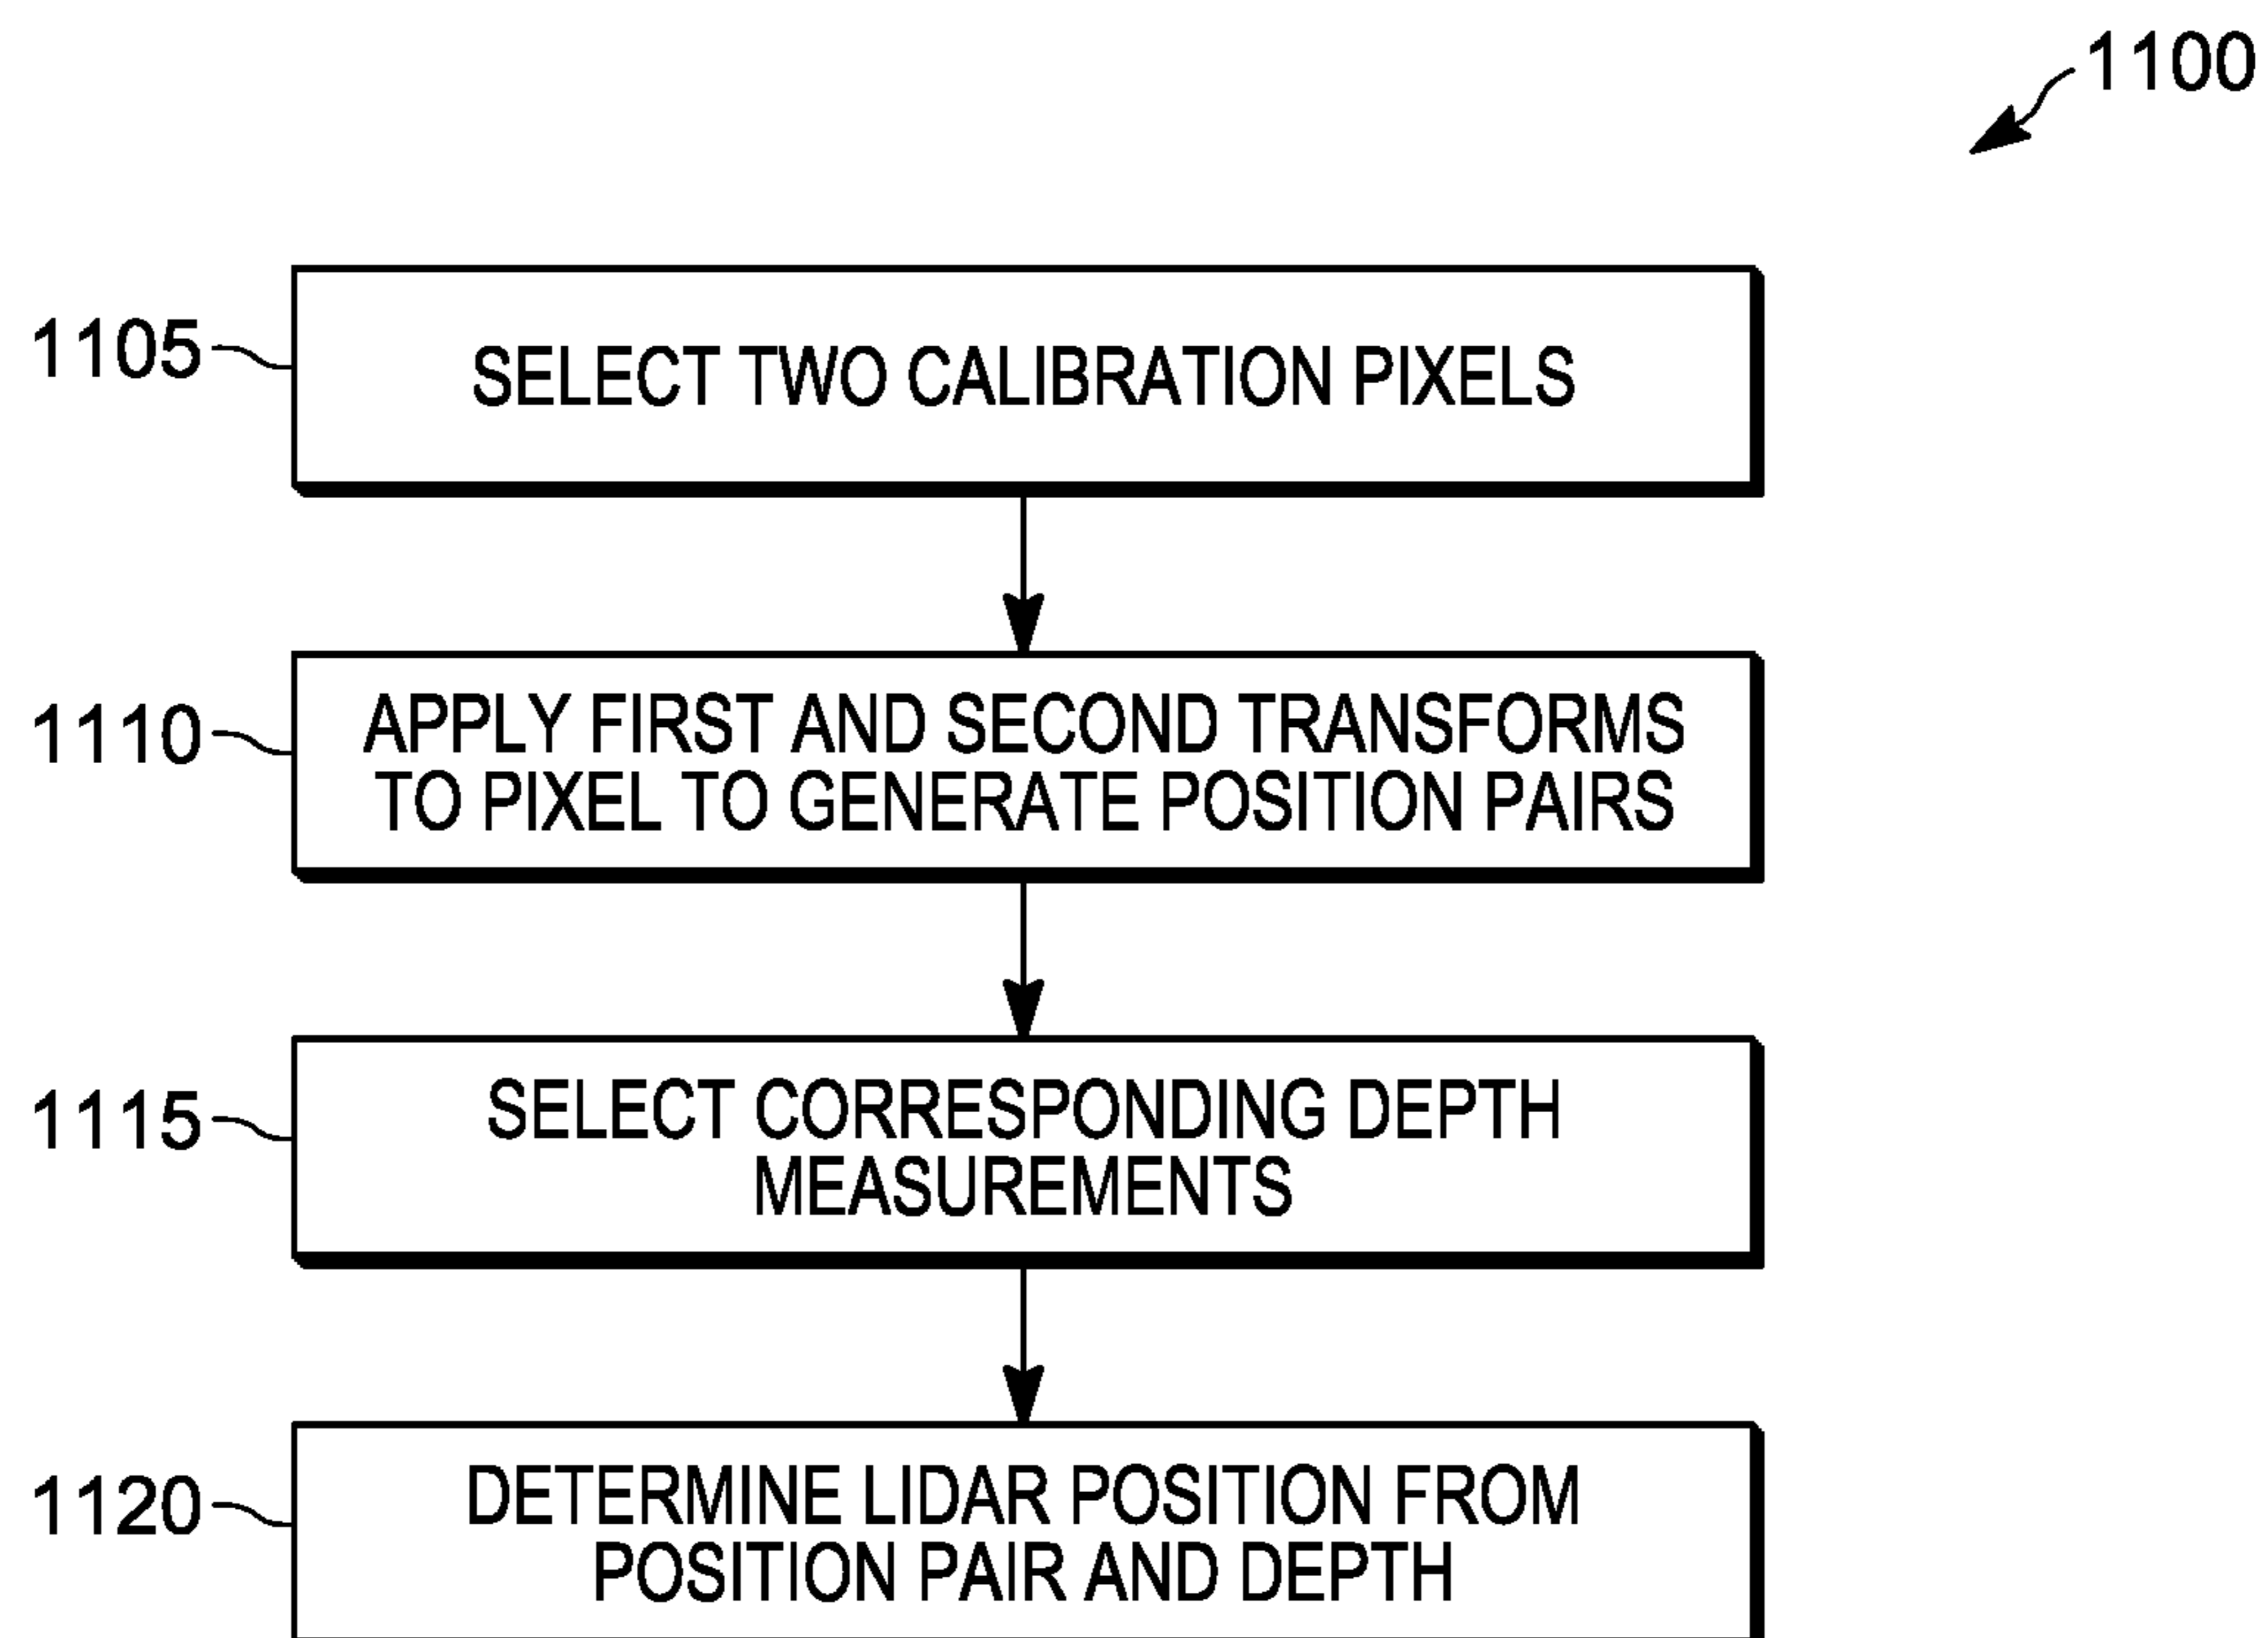 1100
1105
SELECT TWO CALIBRATION PIXELS
1110
APPLY FIRST AND SECOND TRANSFORMS
TO PIXEL TO GENERATE POSITION PAIRS
1115
SELECT CORRESPONDING DEPTH
MEASUREMENTS
1120
DETERMINE LIDAR POSITION FROM
POSITION PAIR AND DEPTH